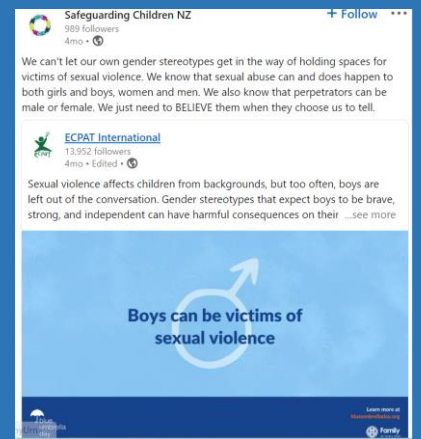 Safeguarding Children NZ
+ Follow
989 followers
4mo •
We can't let our own gender stereotypes get in the way of holding spaces for
victims of sexual violence. We know that sexual abuse can and does happen to
both girls and boys, women and men. We also know that perpetrators can be
male or female. We just need to BELIEVE them when they choose us to tell.
ECPAT International
13,952 followers
4mo • Edited •
Sexual violence affects children from backgrounds, but too often, boys are
left out of the conversation. Gender stereotypes that expect boys to be brave,
strong, and independent can have harmful consequences on their ...see more
Boys can be victims of
sexual violence
blue
umbrella
day
Learn more at
Family